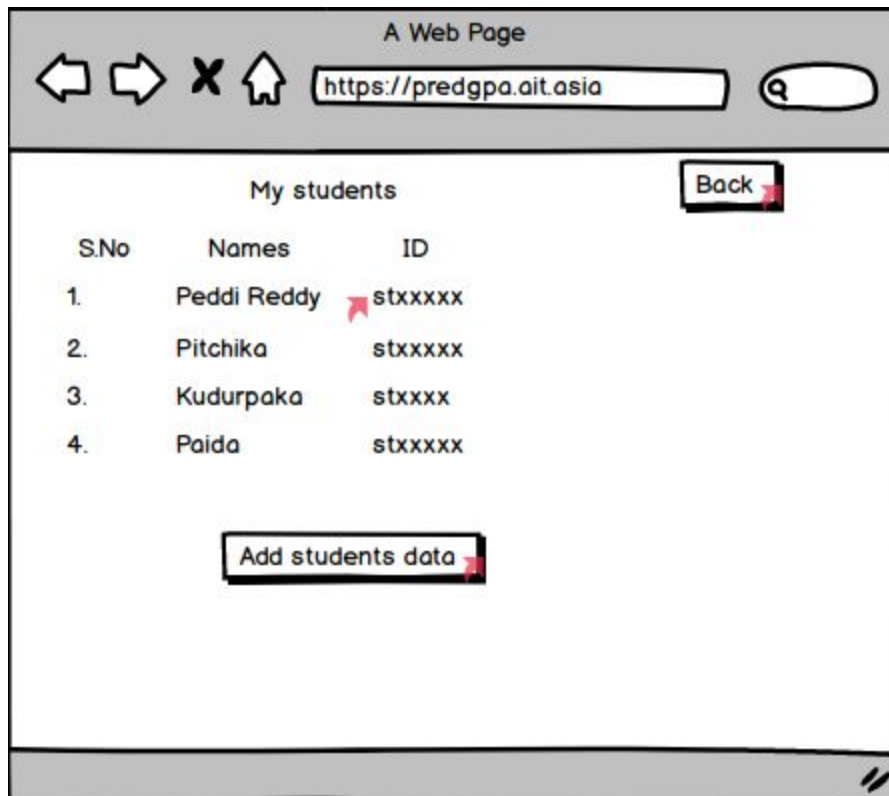 A Web Page
https://predgpa.ait.asia
My students
Back
S.No Names ID
1. Peddi Reddy stxxxxx
2. Pitchika stxxxxx
3. Kudurpaka stxxxx
4. Paida stxxxxx
Add students data